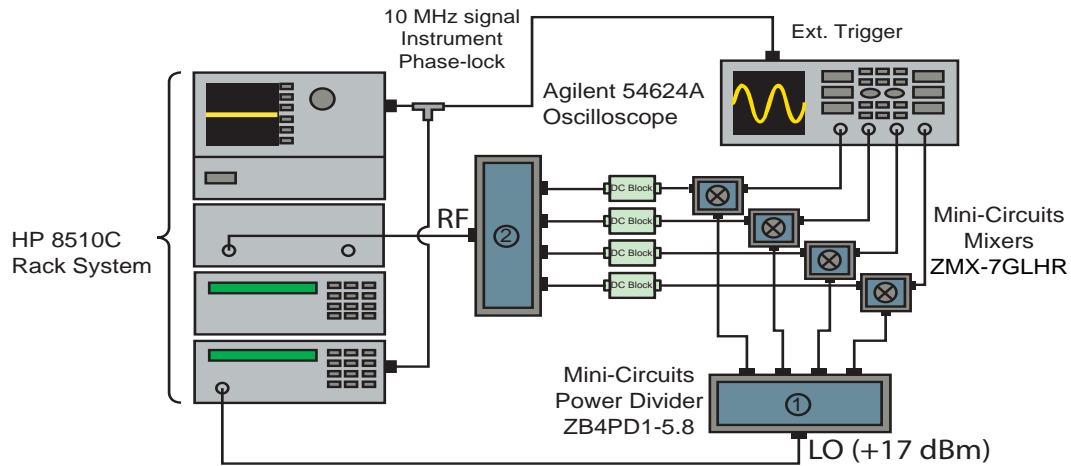 10 MHz signal
Instrument
Phase-lock
Ext. Trigger
Agilent 54624A
Oscilloscope
HP 8510C
Rack System
RF
②
DC Block
DC Block
DC Block
DC Block
Mini-Circuits
Mixers
ZMX-7GLHR
Mini-Circuits
Power Divider
ZB4PD1-5.8
①
LO (+17 dBm)